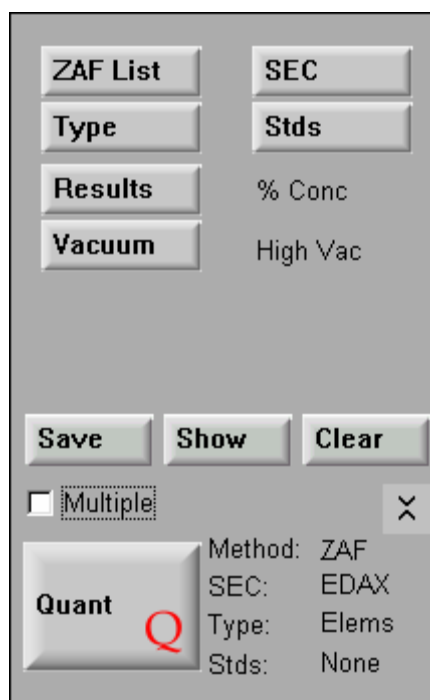 ZAF List SEC
Type Stds
Results % Conc
Vacuum High Vac
Save Show Clear
Multiple
Quant Q
Method: ZAF
SEC: EDAX
Type: Elems
Stds: None